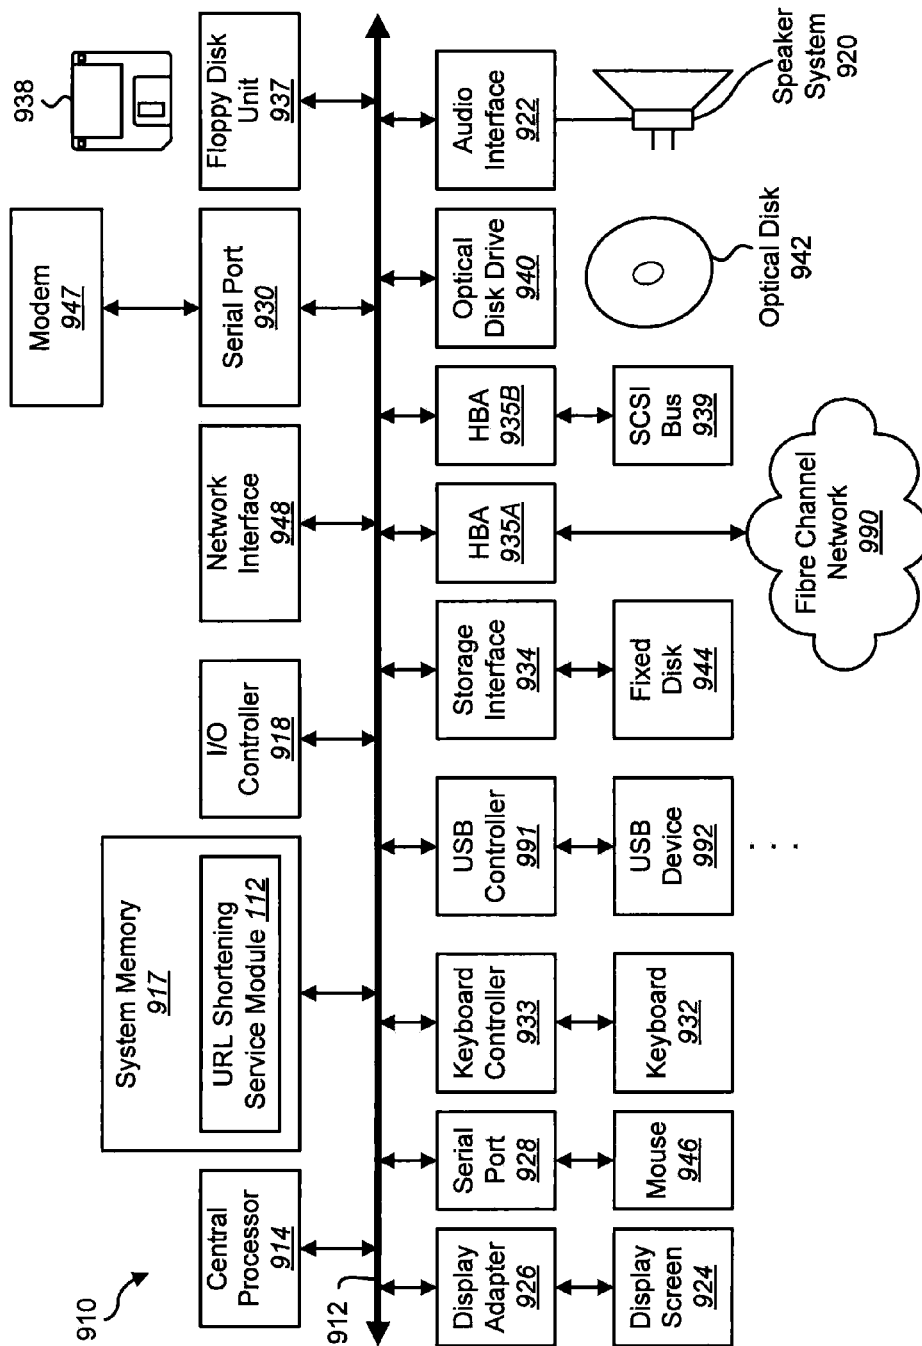 910
Central
Processor
914
System Memory
917
URL Shortening
Service Module 112
I/O
Controller
918
Network
Interface
948
Modem
947
Serial Port
930
938
Floppy Disk
Unit
937
912
Display
Adapter
926
Serial
Port
928
Keyboard
Controller
933
USB
Controller
991
Storage
Interface
934
HBA
935A
HBA
935B
Optical
Disk Drive
940
Audio
Interface
922
Display
Screen
924
Mouse
946
Keyboard
932
USB
Device
992
. . .
Fixed
Disk
944
SCSI
Bus
939
Fibre Channel
Network
990
Optical Disk
942
Speaker
System
920